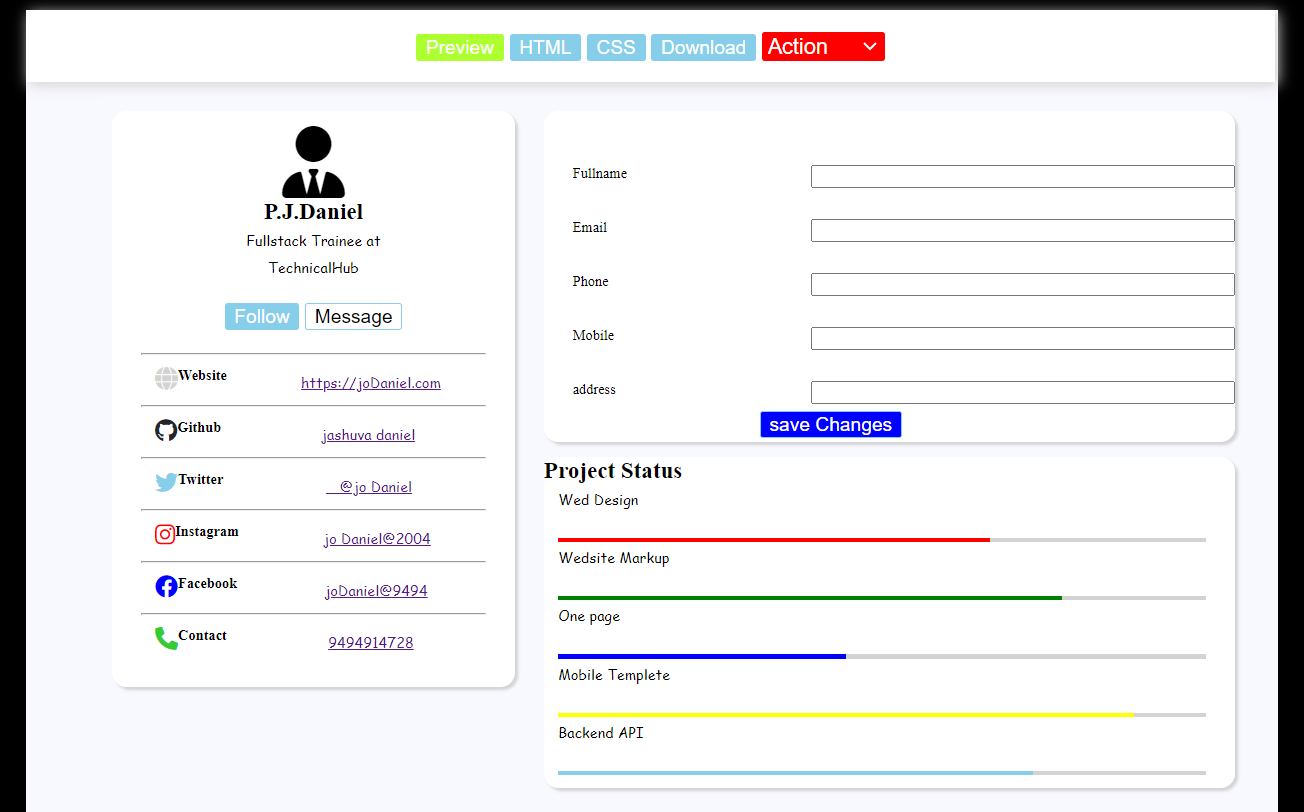 Preview HTML CSS Download Action
P.J.Daniel
Fullstack Trainee at
TechnicalHub
Follow Message
Website https://joDaniel.com
Github jashuva daniel
Twitter __@jo Daniel
Instagram jo Daniel@2004
Facebook joDaniel@9494
Contact 9494914728
Fullname
Email
Phone
Mobile
address
save Changes
Project Status
Wed Design
Wedsite Markup
One page
Mobile Templete
Backend API